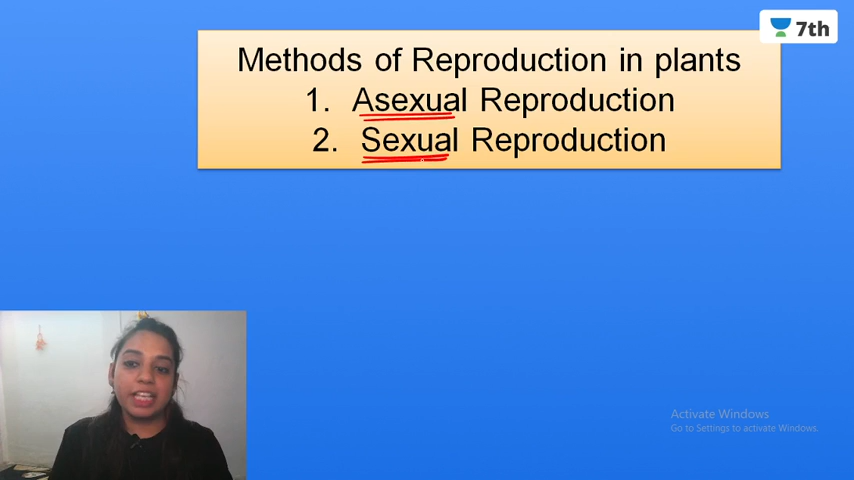 7th
Methods of Reproduction in plants
1. Asexual Reproduction
2. Sexual Reproduction
Activate Windows
Go to Settings to activate Windows.